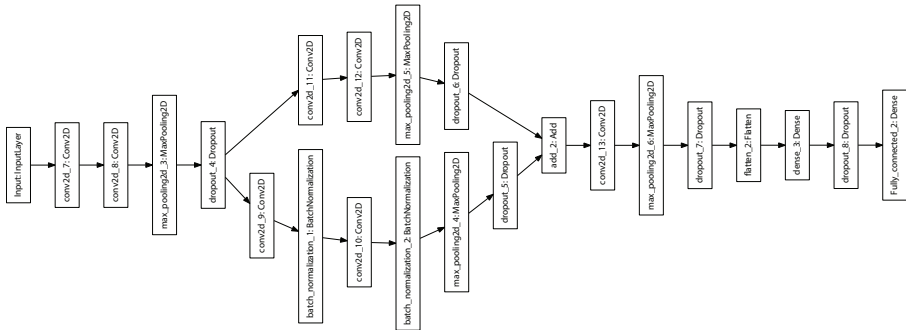 Input: InputLayer
conv2d_7: Conv2D
conv2d_8: Conv2D
max_pooling2d_3: MaxPooling2D
dropout_4: Dropout
conv2d_11: Conv2D
conv2d_12: Conv2D
max_pooling2d_5: MaxPooling2D
dropout_6: Dropout
conv2d_9: Conv2D
batch_normalization_1: BatchNormalization
conv2d_10: Conv2D
batch_normalization_2: BatchNormalization
max_pooling2d_4: MaxPooling2D
dropout_5: Dropout
add_2: Add
conv2d_13: Conv2D
max_pooling2d_6: MaxPooling2D
dropout_7: Dropout
flatten_2: Flatten
dense_3: Dense
dropout_8: Dropout
Fully_connected_2: Dense